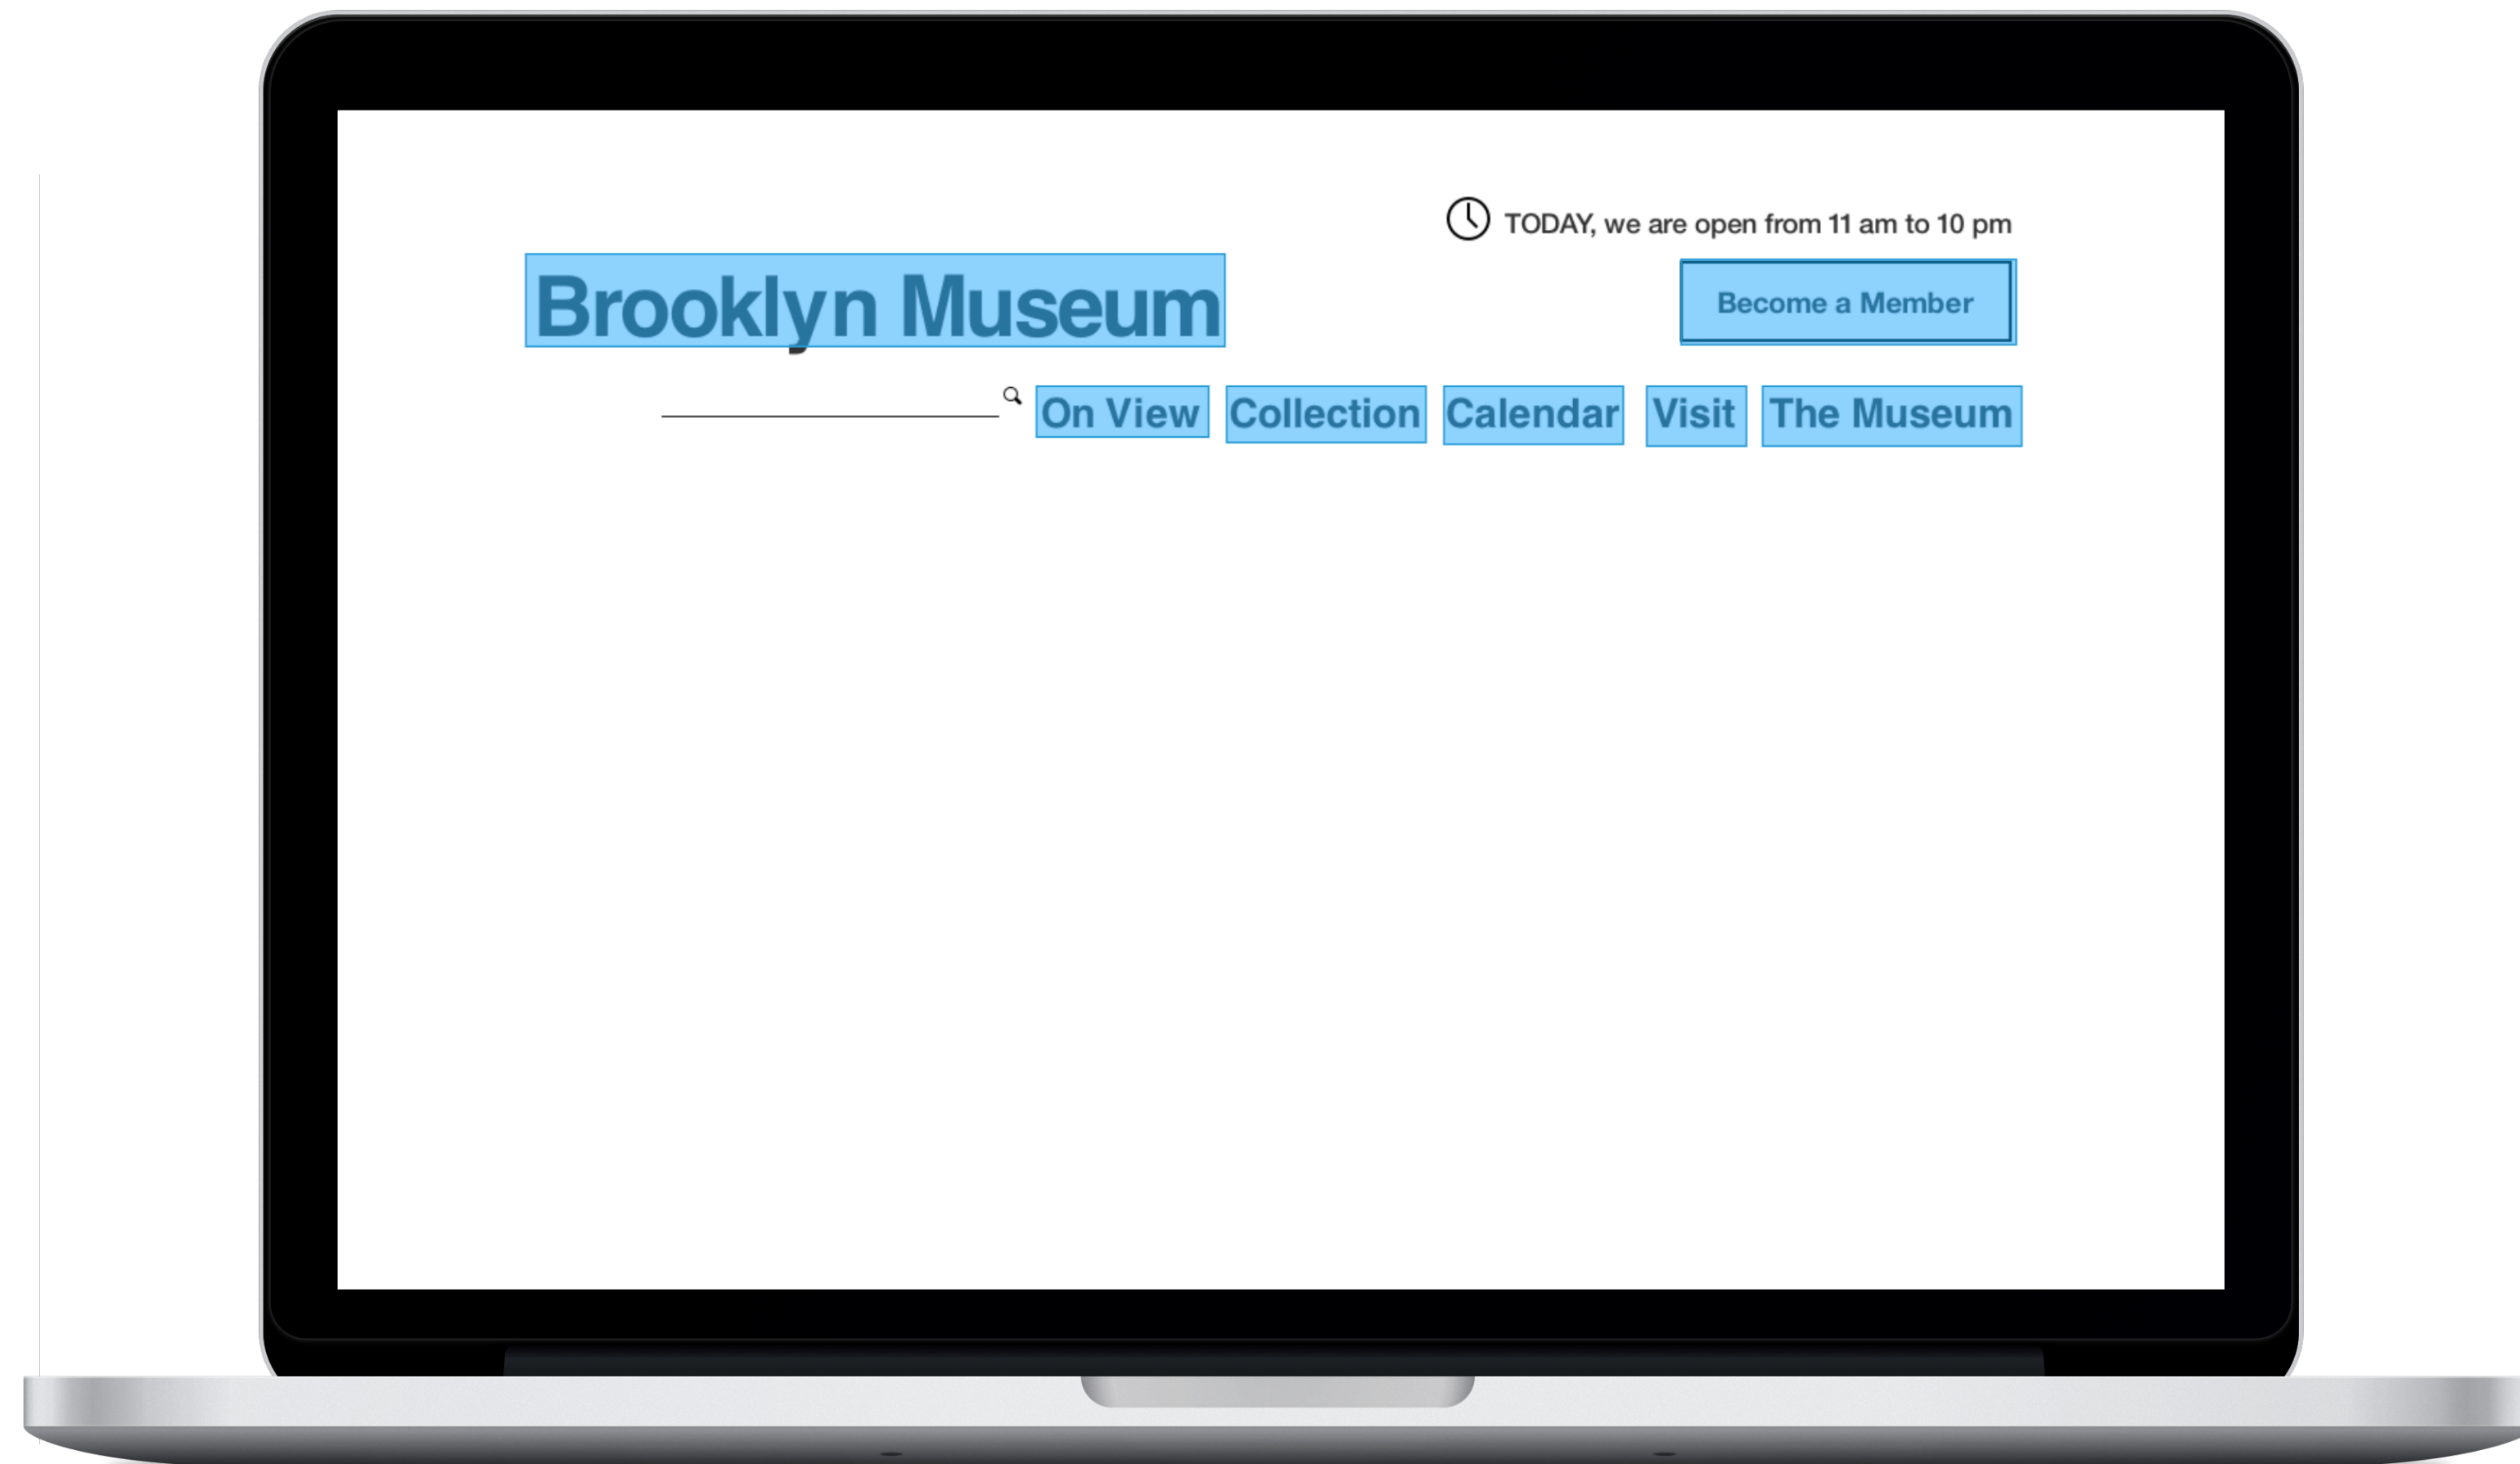 TODAY, we are open from 11 am to 10 pm
Brooklyn Museum
Become a Member
On View Collection Calendar Visit The Museum